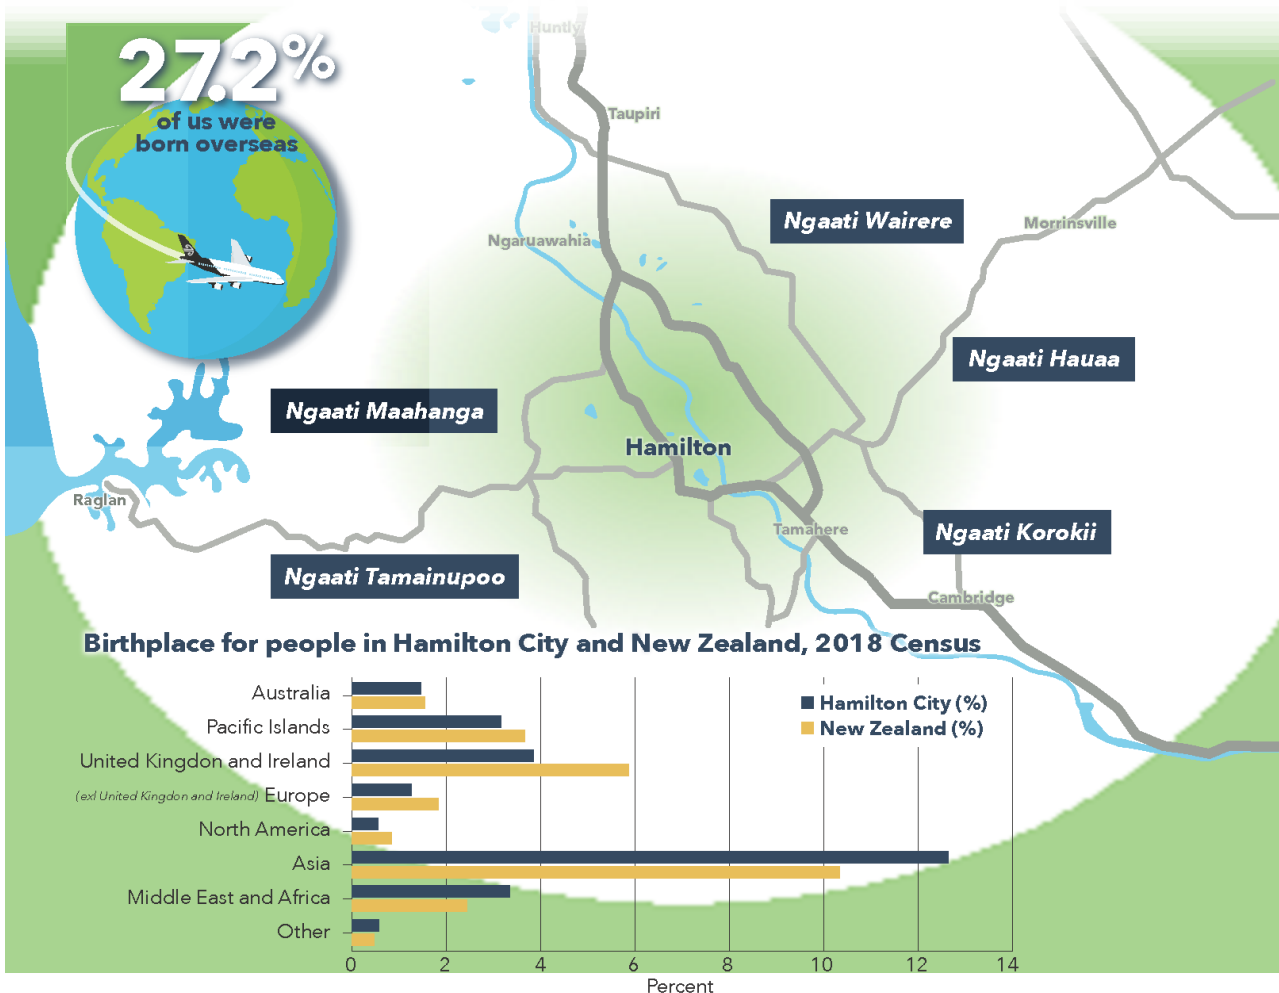 27.2%
of us were
born overseas
Huntly
Taupiri
Ngaati Wairere
Morrinsville
Ngaruawahia
Ngaati Hauaa
Ngaati Maahanga
Hamilton
Raglan
Tamahere
Ngaati Korokii
Ngaati Tamainupoo
Cambridge
Birthplace for people in Hamilton City and New Zealand, 2018 Census
Hamilton City (%)
New Zealand (%)
Australia
Pacific Islands
United Kingdon and Ireland
(exl United Kingdon and Ireland) Europe
North America
Asia
Middle East and Africa
Other
0 2 4 6 8 10 12 14
Percent